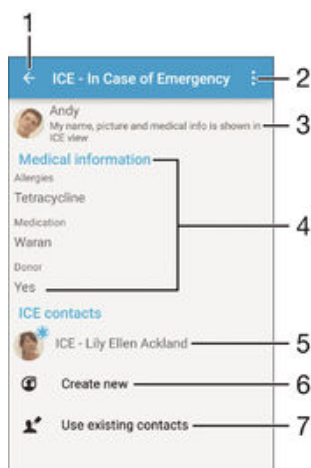 1
ICE - In Case of Emergency
2
Andy
My name, picture and medical info is shown in
ICE view
3
Medical information
Allergies
Tetracycline
Medication
Waran
4
Donor
Yes
ICE contacts
ICE - Lily Ellen Ackland
5
Create new
6
Use existing contacts
7